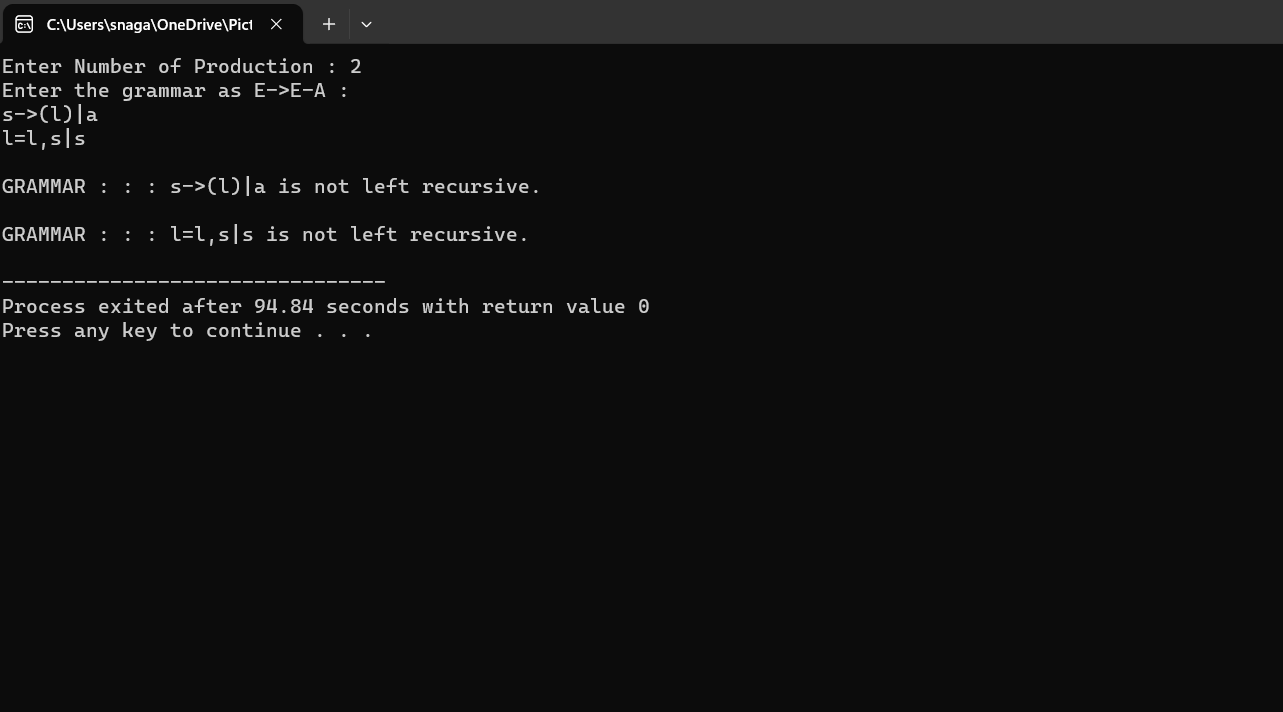 C:\Users\snaga\OneDrive\Pict
Enter Number of Production : 2
Enter the grammar as E->E-A :
s->(l)|a
l=l,s|s
GRAMMAR : : : s->(l)|a is not left recursive.
GRAMMAR : : : l=l,s|s is not left recursive.
--------------------------------
Process exited after 94.84 seconds with return value 0
Press any key to continue . . .